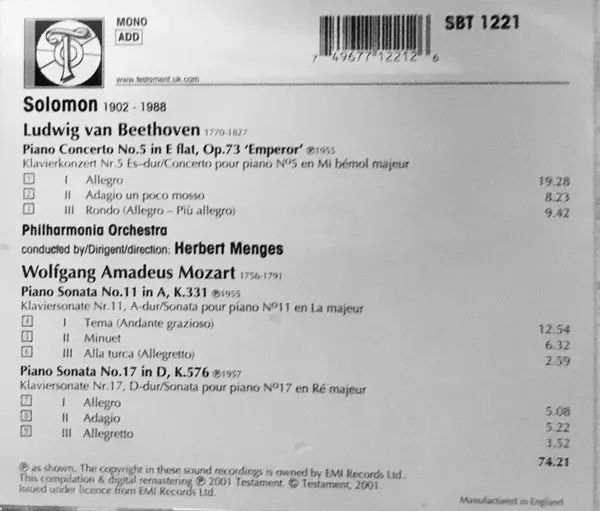 MONO
ADD
SBT 1221
7 49677 12212 6
www.testament.uk.com
Solomon 1902 - 1988
Ludwig van Beethoven 1770-1827
Piano Concerto No.5 in E flat, Op.73 ‘Emperor’ ℗1955
Klavierkonzert Nr.5 Es-dur/Concerto pour piano Nº5 en Mi bémol majeur
1 I Allegro 19.28
2 II Adagio un poco mosso 8.23
3 III Rondo (Allegro – Più allegro) 9.42
Philharmonia Orchestra
conducted by/Dirigent/direction: Herbert Menges
Wolfgang Amadeus Mozart 1756-1791
Piano Sonata No.11 in A, K.331 ℗1955
Klaviersonate Nr.11, A-dur/Sonata pour piano Nº11 en La majeur
4 I Tema (Andante grazioso) 12.54
5 II Minuet 6.32
6 III Alla turca (Allegretto) 2.59
Piano Sonata No.17 in D, K.576 ℗1957
Klaviersonate Nr.17, D-dur/Sonata pour piano Nº17 en Ré majeur
7 I Allegro 5.08
8 II Adagio 5.22
9 III Allegretto 3.52
74.21
℗ as shown. The copyright in these sound recordings is owned by EMI Records Ltd.
This compilation & digital remastering ℗ 2001 Testament. © Testament, 2001.
Issued under licence from EMI Records Ltd.
Manufactured in England